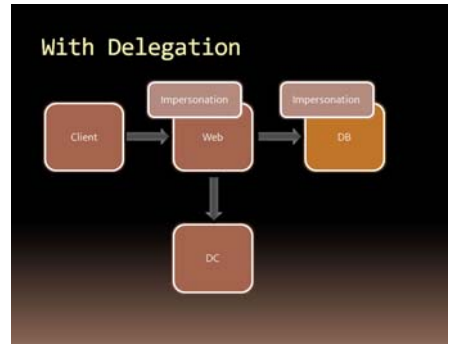 With Delegation
Impersonation
Impersonation
Client
Web
DB
DC